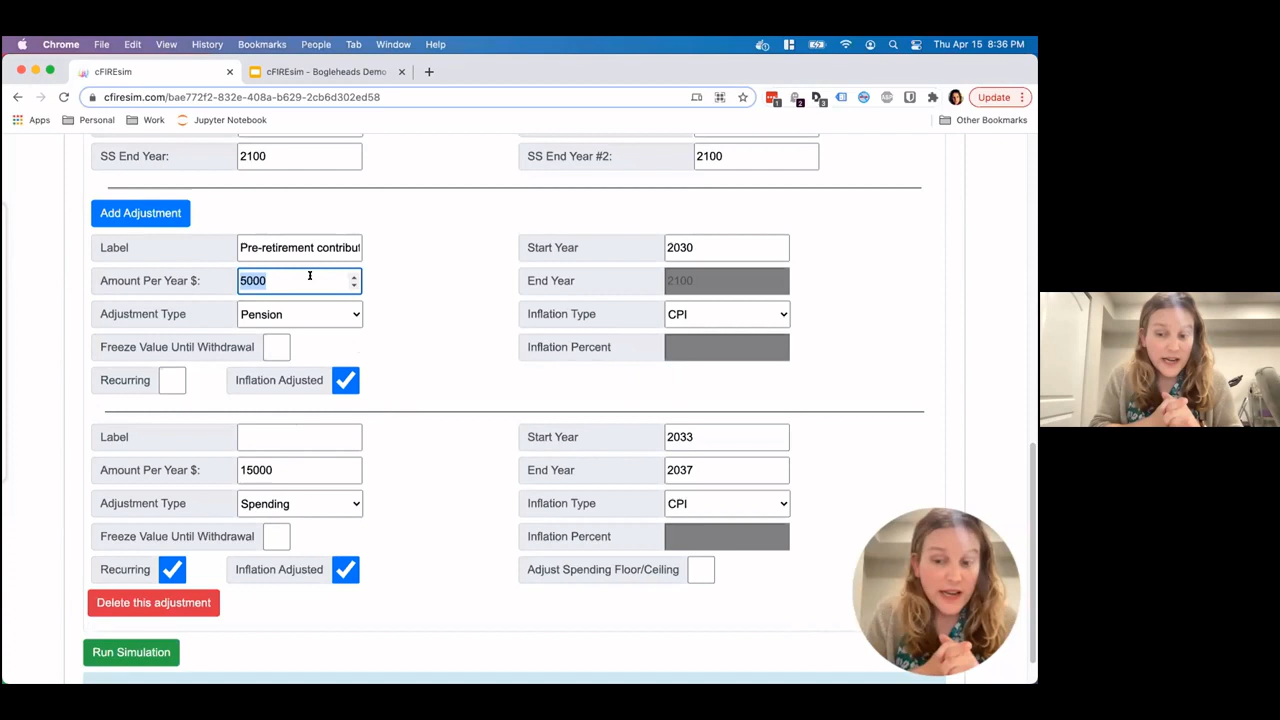 Chrome File Edit View History Bookmarks People Tab Window Help Thu Apr 15 8:36 PM
cFIREsim cFIREsim - Bogleheads Demo
cfiresim.com/bae772f2-832e-408a-b629-2cb6d302ed58 Update
Apps Personal Work Jupyter Notebook Other Bookmarks
SS End Year: 2100 SS End Year #2: 2100
Add Adjustment
Label Pre-retirement contribut Start Year 2030
Amount Per Year $: 5000 End Year 2100
Adjustment Type Pension Inflation Type CPI
Freeze Value Until Withdrawal Inflation Percent
Recurring Inflation Adjusted
Label Start Year 2033
Amount Per Year $: 15000 End Year 2037
Adjustment Type Spending Inflation Type CPI
Freeze Value Until Withdrawal Inflation Percent
Recurring Inflation Adjusted Adjust Spending Floor/Ceiling
Delete this adjustment
Run Simulation